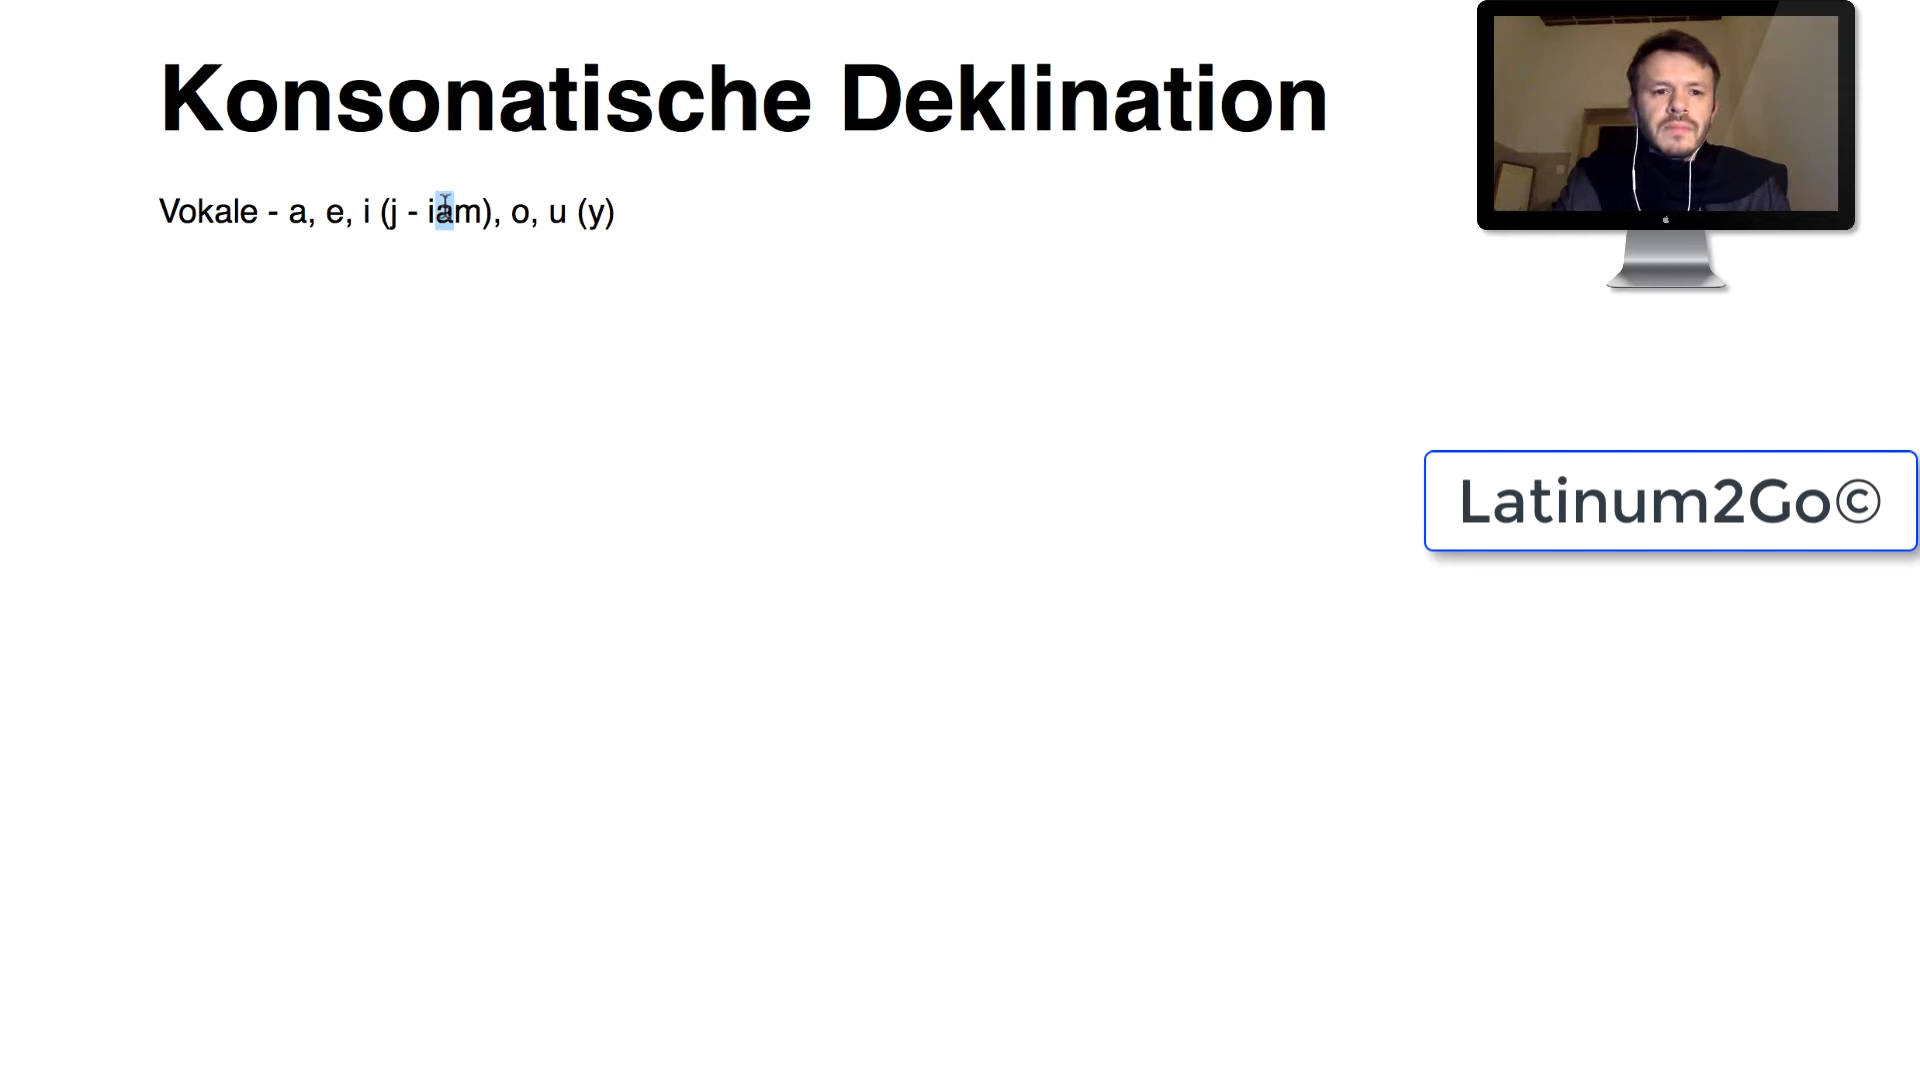 Konsonatische Deklination
Vokale - a, e, i (j - iam), o, u (y)
Latinum2Go©